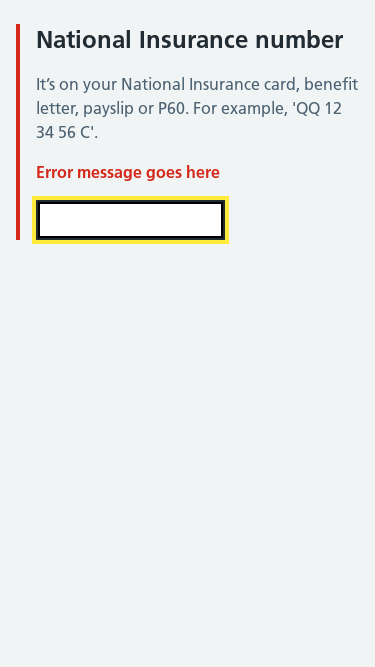 National Insurance number
It’s on your National Insurance card, benefit
letter, payslip or P60. For example, 'QQ 12
34 56 C'.
Error message goes here